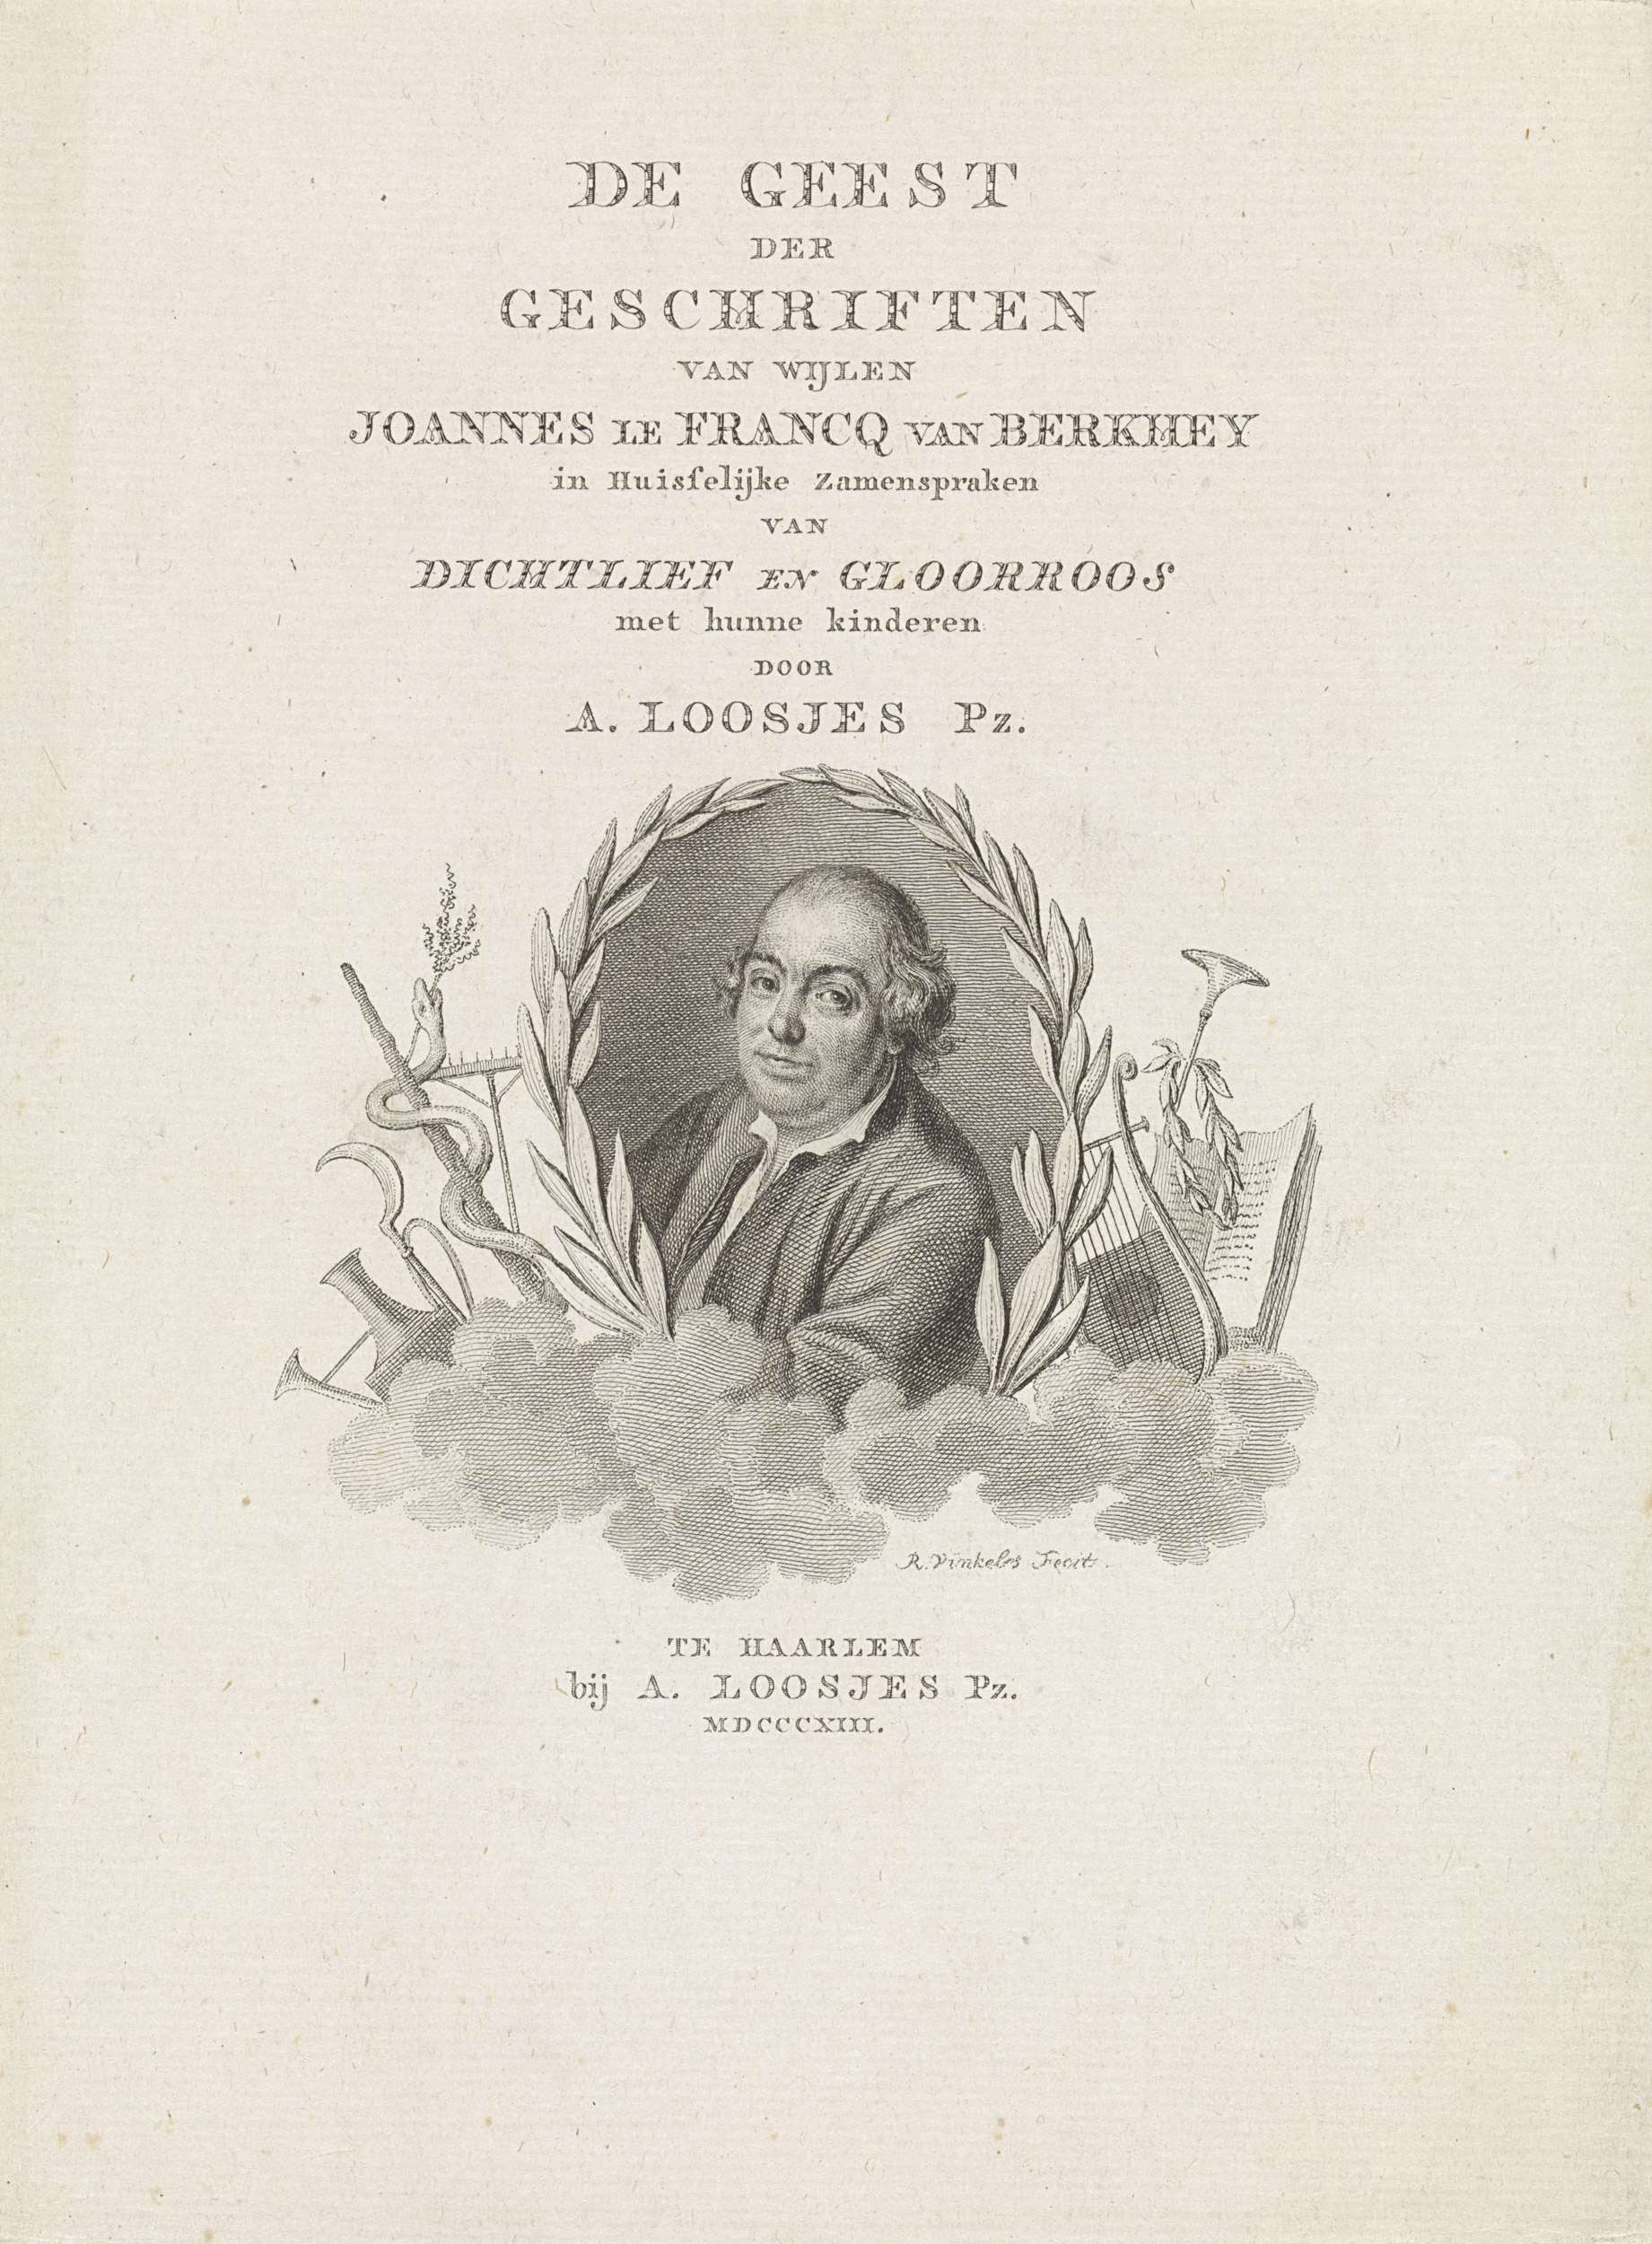 DE GEEST
DER
GESCHRIFTEN
VAN WIJLEN
JOANNES LE FRANCQ VAN BERKHEY
in Huisſelijke Zamenspraken
VAN
DICHTLIEF EN GLOORROOS
met hunne kinderen
DOOR
A. LOOSJES Pz.
R. Vinkeles Fecit.
TE HAARLEM
bij A. LOOSJES Pz.
MDCCCXIII.